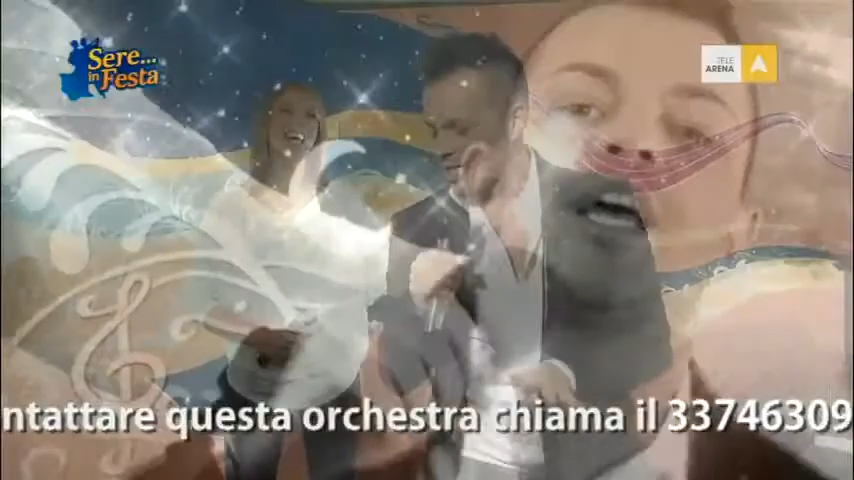 Sere...
in Festa
TELE
ARENA
A
ntattare questa orchestra chiama il 33746309